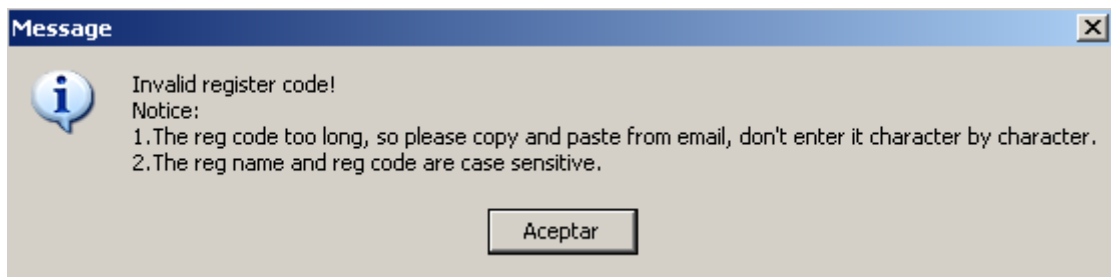 Message
Invalid register code!
Notice:
1.The reg code too long, so please copy and paste from email, don't enter it character by character.
2.The reg name and reg code are case sensitive.
Aceptar